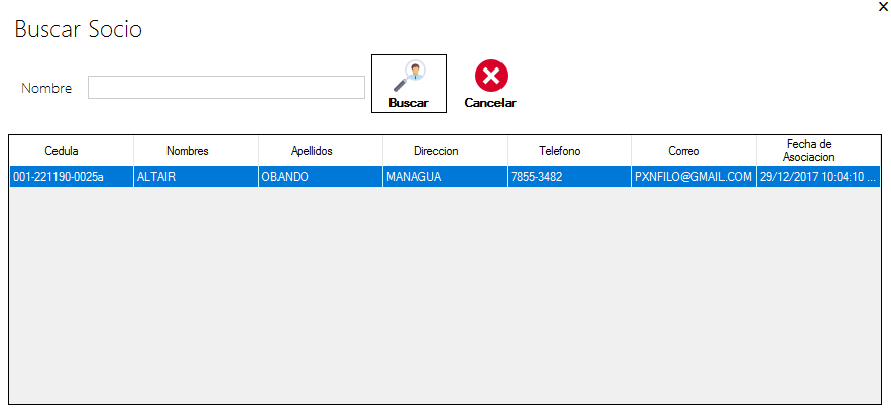 Buscar Socio
Nombre
Buscar
Cancelar
Cedula Nombres Apellidos Direccion Telefono Correo Fecha de Asociacion
001-221190-0025a ALTAIR OBANDO MANAGUA 7855-3482 PXNFILO@GMAIL.COM 29/12/2017 10:04:10 ...